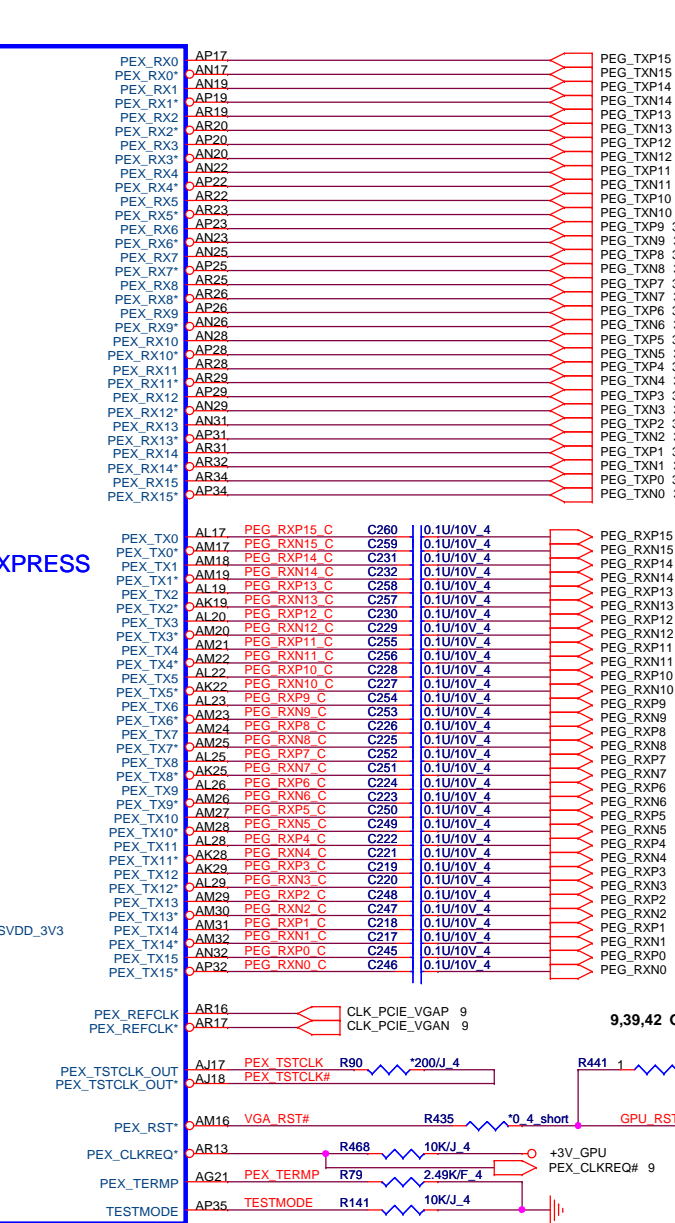 PEX_RX0 AP17 PEG_TXP15
PEX_RX0* AN17 PEG_TXN15
PEX_RX1 AN19 PEG_TXP14
PEX_RX1* AP19 PEG_TXN14
PEX_RX2 AR19 PEG_TXP13
PEX_RX2* AR20 PEG_TXN13
PEX_RX3 AP20 PEG_TXP12
PEX_RX3* AN20 PEG_TXN12
PEX_RX4 AN22 PEG_TXP11
PEX_RX4* AP22 PEG_TXN11
PEX_RX5 AR22 PEG_TXP10
PEX_RX5* AR23 PEG_TXN10
PEX_RX6 AP23 PEG_TXP9
PEX_RX6* AN23 PEG_TXN9
PEX_RX7 AN25 PEG_TXP8
PEX_RX7* AP25 PEG_TXN8
PEX_RX8 AR25 PEG_TXP7
PEX_RX8* AR26 PEG_TXN7
PEX_RX9 AP26 PEG_TXP6
PEX_RX9* AN26 PEG_TXN6
PEX_RX10 AN28 PEG_TXP5
PEX_RX10* AP28 PEG_TXN5
PEX_RX11 AR28 PEG_TXP4
PEX_RX11* AR29 PEG_TXN4
PEX_RX12 AP29 PEG_TXP3
PEX_RX12* AN29 PEG_TXN3
PEX_RX13 AN31 PEG_TXP2
PEX_RX13* AP31 PEG_TXN2
PEX_RX14 AR31 PEG_TXP1
PEX_RX14* AR32 PEG_TXN1
PEX_RX15 AR34 PEG_TXP0
PEX_RX15* AP34 PEG_TXN0
PEX_TX0 AL17 PEG_RXP15_C C260 0.1U/10V_4 PEG_RXP15
PEX_TX0* AM17 PEG_RXN15_C C259 0.1U/10V_4 PEG_RXN15
XPRESS
PEX_TX1 AM18 PEG_RXP14_C C231 0.1U/10V_4 PEG_RXP14
PEX_TX1* AM19 PEG_RXN14_C C232 0.1U/10V_4 PEG_RXN14
PEX_TX2 AL19 PEG_RXP13_C C258 0.1U/10V_4 PEG_RXP13
PEX_TX2* AK19 PEG_RXN13_C C257 0.1U/10V_4 PEG_RXN13
PEX_TX3 AL20 PEG_RXP12_C C230 0.1U/10V_4 PEG_RXP12
PEX_TX3* AM20 PEG_RXN12_C C229 0.1U/10V_4 PEG_RXN12
PEX_TX4 AM21 PEG_RXP11_C C255 0.1U/10V_4 PEG_RXP11
PEX_TX4* AM22 PEG_RXN11_C C256 0.1U/10V_4 PEG_RXN11
PEX_TX5 AL22 PEG_RXP10_C C228 0.1U/10V_4 PEG_RXP10
PEX_TX5* AK22 PEG_RXN10_C C227 0.1U/10V_4 PEG_RXN10
PEX_TX6 AL23 PEG_RXP9_C C254 0.1U/10V_4 PEG_RXP9
PEX_TX6* AM23 PEG_RXN9_C C253 0.1U/10V_4 PEG_RXN9
PEX_TX7 AM24 PEG_RXP8_C C226 0.1U/10V_4 PEG_RXP8
PEX_TX7* AM25 PEG_RXN8_C C225 0.1U/10V_4 PEG_RXN8
PEX_TX8 AL25 PEG_RXP7_C C252 0.1U/10V_4 PEG_RXP7
PEX_TX8* AK25 PEG_RXN7_C C251 0.1U/10V_4 PEG_RXN7
PEX_TX9 AL26 PEG_RXP6_C C224 0.1U/10V_4 PEG_RXP6
PEX_TX9* AM26 PEG_RXN6_C C223 0.1U/10V_4 PEG_RXN6
PEX_TX10 AM27 PEG_RXP5_C C250 0.1U/10V_4 PEG_RXP5
PEX_TX10* AM28 PEG_RXN5_C C249 0.1U/10V_4 PEG_RXN5
PEX_TX11 AL28 PEG_RXP4_C C222 0.1U/10V_4 PEG_RXP4
PEX_TX11* AK28 PEG_RXN4_C C221 0.1U/10V_4 PEG_RXN4
PEX_TX12 AK29 PEG_RXP3_C C219 0.1U/10V_4 PEG_RXP3
PEX_TX12* AL29 PEG_RXN3_C C220 0.1U/10V_4 PEG_RXN3
PEX_TX13 AM29 PEG_RXP2_C C248 0.1U/10V_4 PEG_RXP2
PEX_TX13* AM30 PEG_RXN2_C C247 0.1U/10V_4 PEG_RXN2
SVDD_3V3 PEX_TX14 AM31 PEG_RXP1_C C218 0.1U/10V_4 PEG_RXP1
PEX_TX14* AM32 PEG_RXN1_C C217 0.1U/10V_4 PEG_RXN1
PEX_TX15 AN32 PEG_RXP0_C C245 0.1U/10V_4 PEG_RXP0
PEX_TX15* AP32 PEG_RXN0_C C246 0.1U/10V_4 PEG_RXN0
PEX_REFCLK AR16 CLK_PCIE_VGAP 9
PEX_REFCLK* AR17 CLK_PCIE_VGAN 9
9,39,42
PEX_TSTCLK_OUT AJ17 PEX_TSTCLK R90 *200/J_4 R441 1
PEX_TSTCLK_OUT* AJ18 PEX_TSTCLK#
PEX_RST* AM16 VGA_RST# R435 *0_4_short GPU_RST
PEX_CLKREQ* AR13 R468 10K/J_4 +3V_GPU
PEX_CLKREQ# 9
PEX_TERMP AG21 PEX_TERMP R79 2.49K/F_4
TESTMODE AP35 TESTMODE R141 10K/J_4